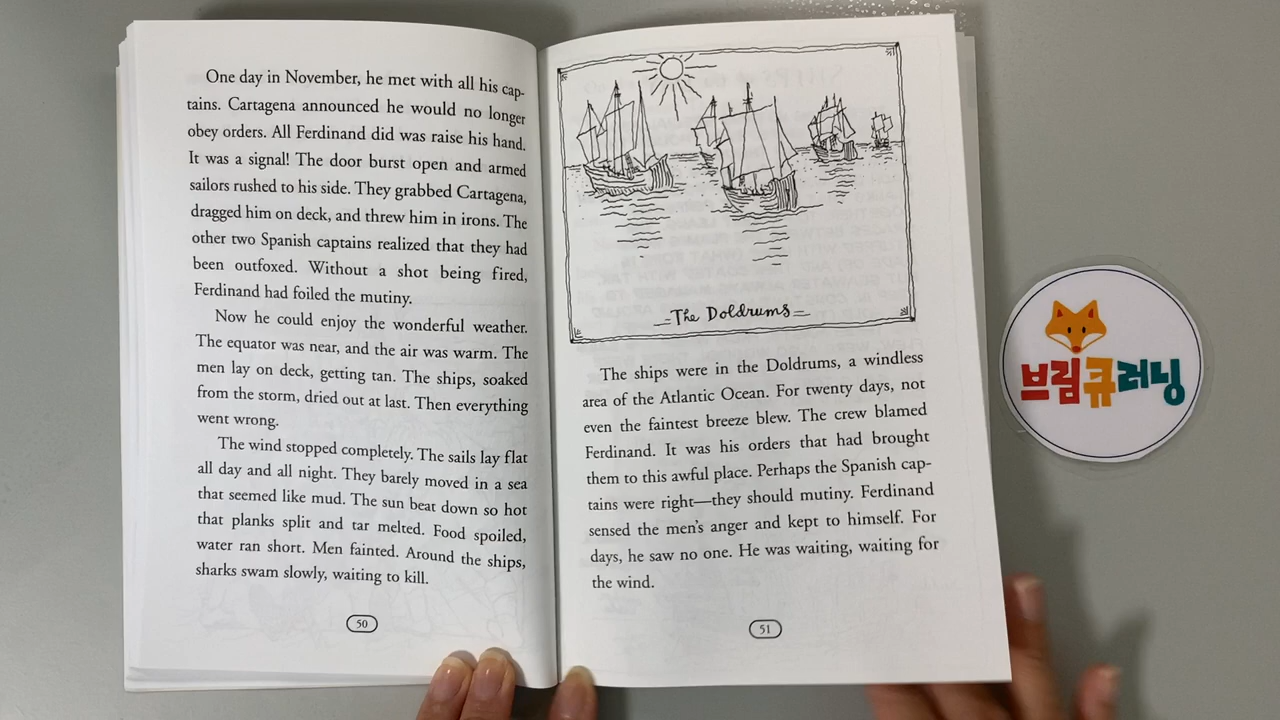 One day in November, he met with all his cap-
tains. Cartagena announced he would no longer
obey orders. All Ferdinand did was raise his hand.
It was a signal! The door burst open and armed
sailors rushed to his side. They grabbed Cartagena,
dragged him on deck, and threw him in irons. The
other two Spanish captains realized that they had
been outfoxed. Without a shot being fired,
Ferdinand had foiled the mutiny.
Now he could enjoy the wonderful weather.
The equator was near, and the air was warm. The
men lay on deck, getting tan. The ships, soaked
from the storm, dried out at last. Then everything
went wrong.
The wind stopped completely. The sails lay flat
all day and all night. They barely moved in a sea
that seemed like mud. The sun beat down so hot
that planks split and tar melted. Food spoiled,
water ran short. Men fainted. Around the ships,
sharks swam slowly, waiting to kill.
50
The Doldrums
The ships were in the Doldrums, a windless
area of the Atlantic Ocean. For twenty days, not
even the faintest breeze blew. The crew blamed
Ferdinand. It was his orders that had brought
them to this awful place. Perhaps the Spanish cap-
tains were right—they should mutiny. Ferdinand
sensed the men's anger and kept to himself. For
days, he saw no one. He was waiting, waiting for
the wind.
51
브림큐러닝